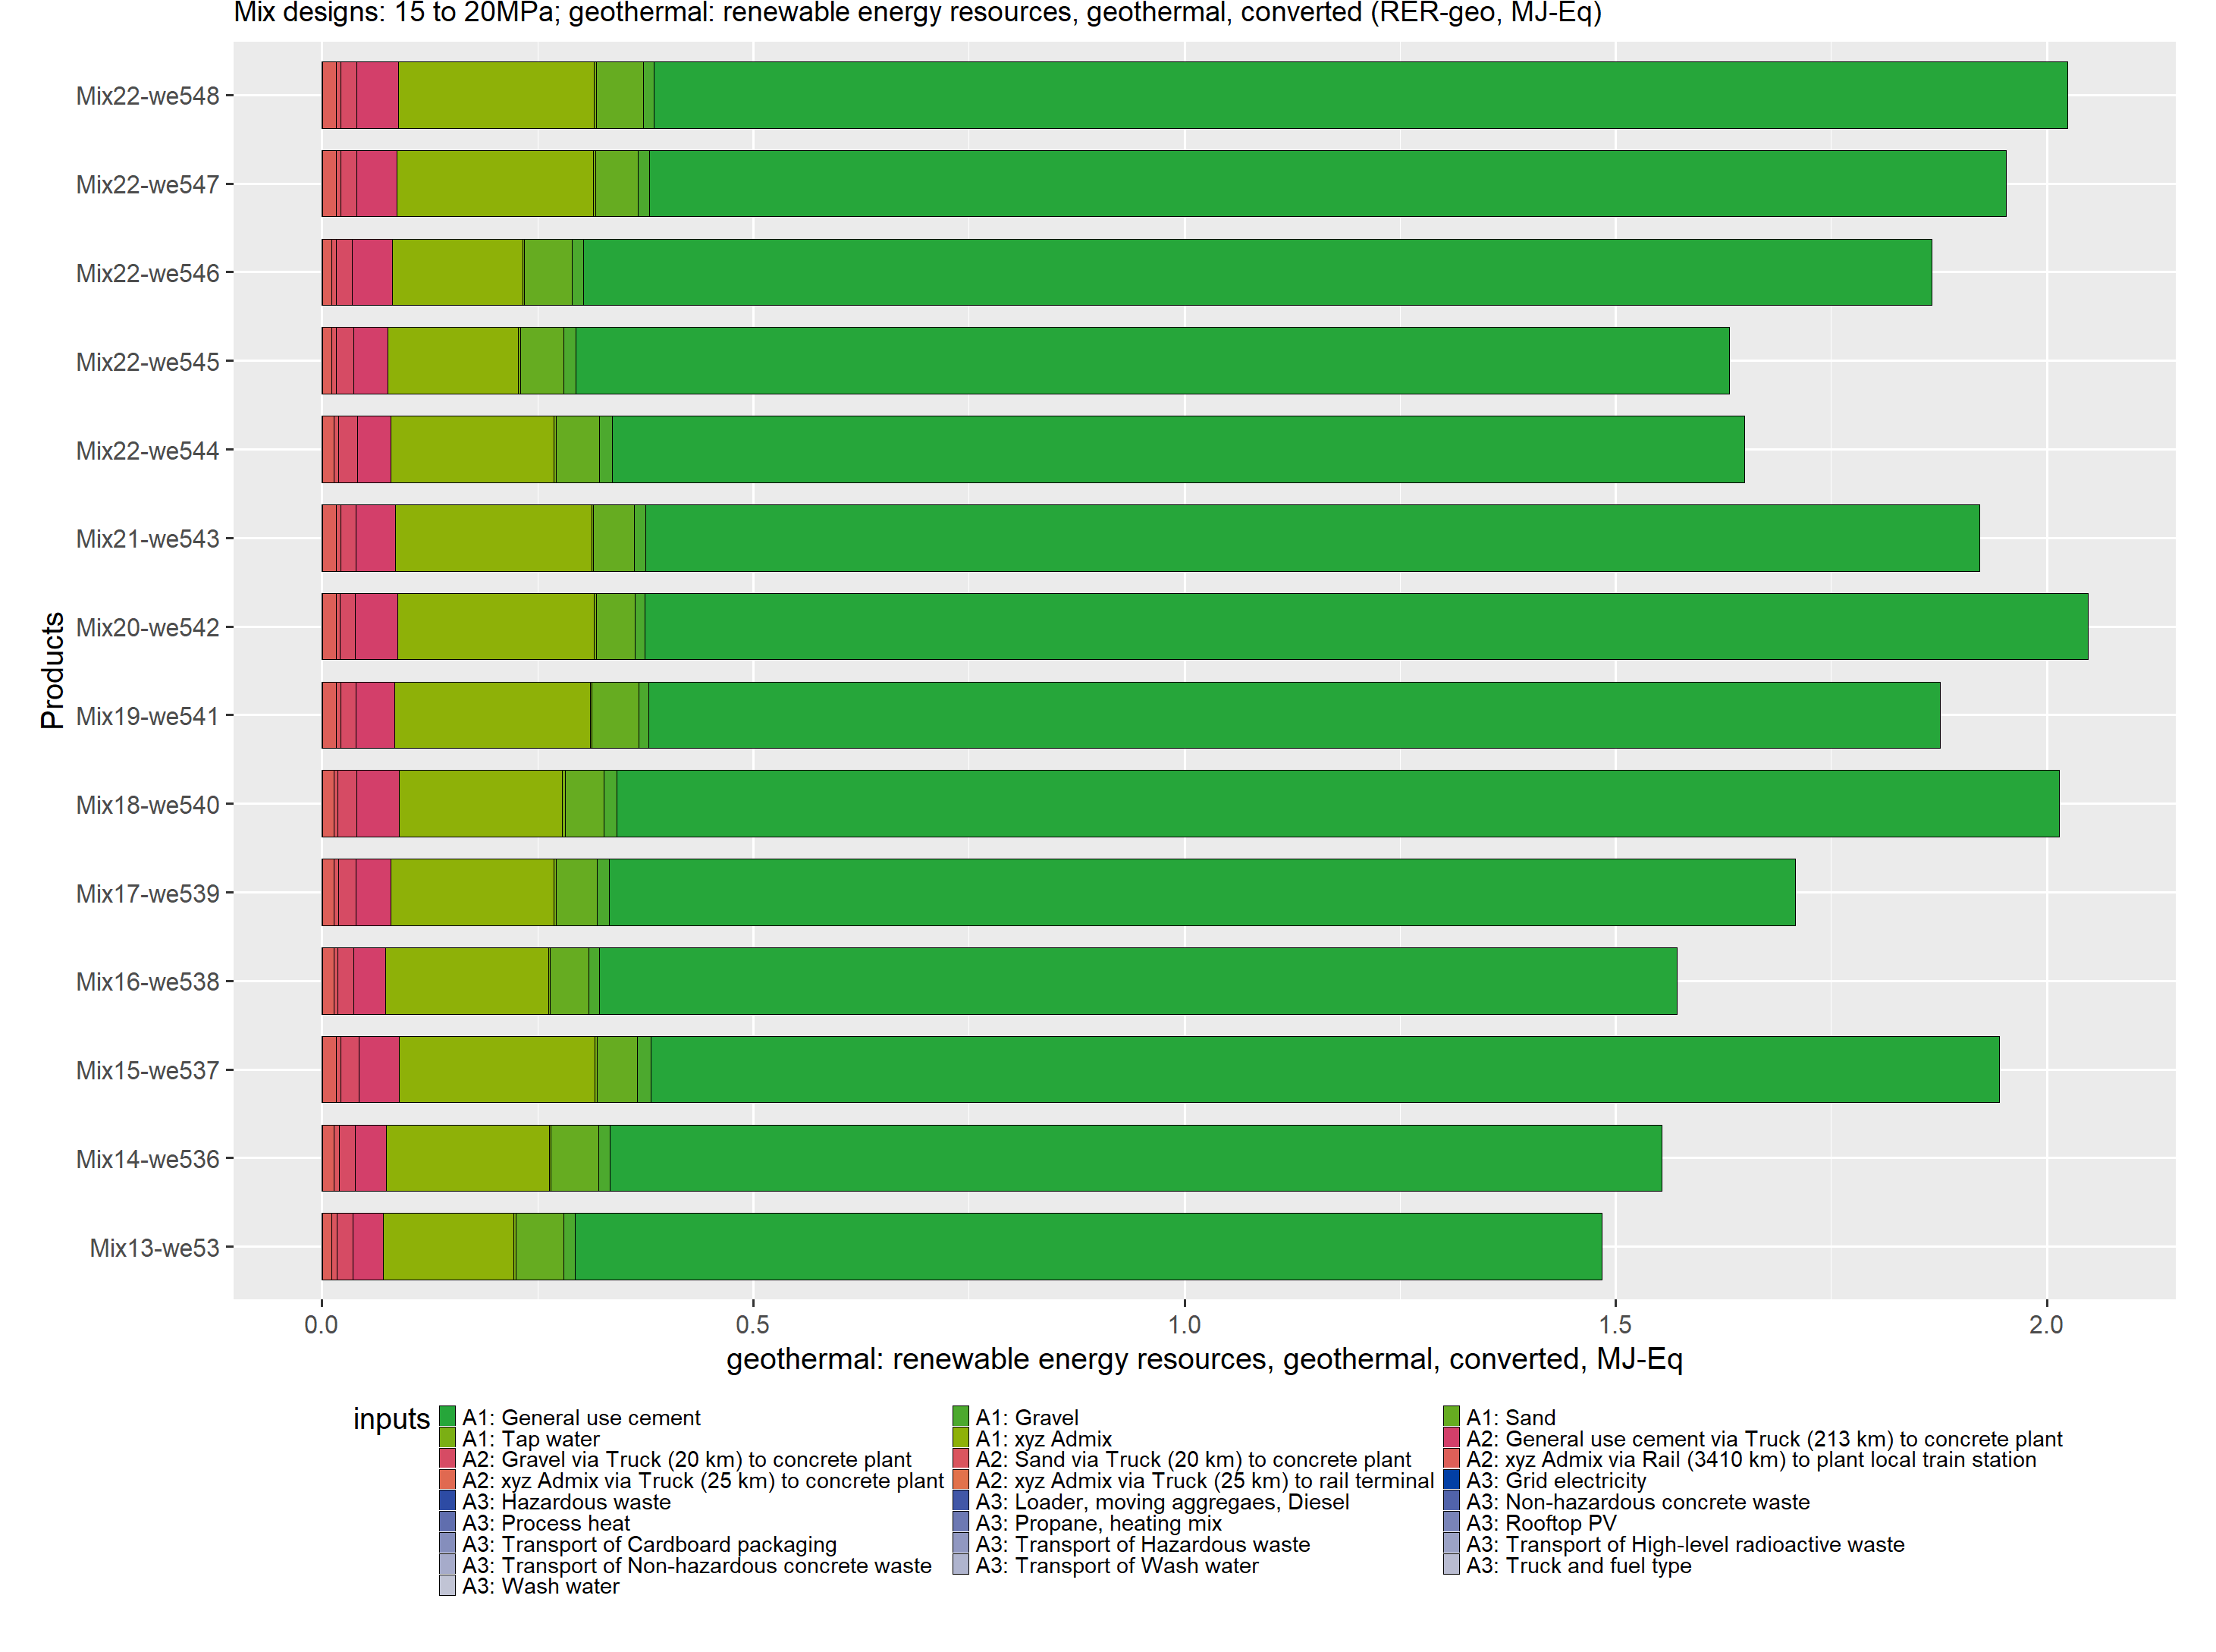 Mix designs: 15 to 20MPa; geothermal: renewable energy resources, geothermal, converted (RER-geo, MJ-Eq)
Products
Mix22-we548
Mix22-we547
Mix22-we546
Mix22-we545
Mix22-we544
Mix21-we543
Mix20-we542
Mix19-we541
Mix18-we540
Mix17-we539
Mix16-we538
Mix15-we537
Mix14-we536
Mix13-we53
0.0 0.5 1.0 1.5 2.0
geothermal: renewable energy resources, geothermal, converted, MJ-Eq
inputs
A1: General use cement A1: Gravel A1: Sand
A1: Tap water A1: xyz Admix A2: General use cement via Truck (213 km) to concrete plant
A2: Gravel via Truck (20 km) to concrete plant A2: Sand via Truck (20 km) to concrete plant A2: xyz Admix via Rail (3410 km) to plant local train station
A2: xyz Admix via Truck (25 km) to concrete plant A2: xyz Admix via Truck (25 km) to rail terminal A3: Grid electricity
A3: Hazardous waste A3: Loader, moving aggregaes, Diesel A3: Non-hazardous concrete waste
A3: Process heat A3: Propane, heating mix A3: Rooftop PV
A3: Transport of Cardboard packaging A3: Transport of Hazardous waste A3: Transport of High-level radioactive waste
A3: Transport of Non-hazardous concrete waste A3: Transport of Wash water A3: Truck and fuel type
A3: Wash water